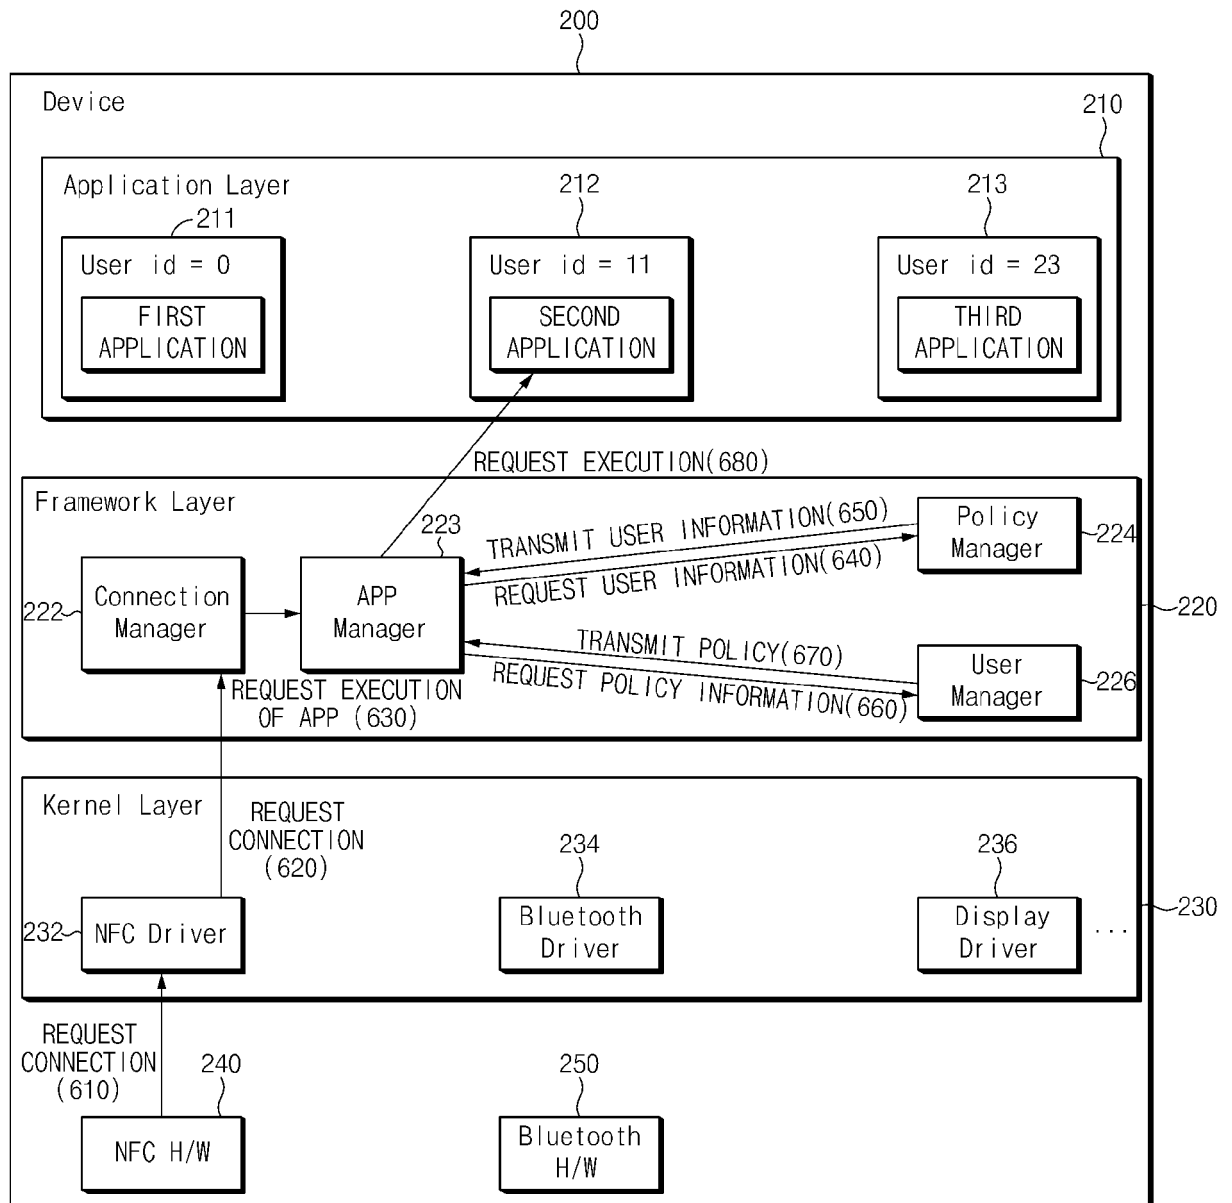 200
Device
210
Application Layer
211
212
213
User id = 0
User id = 11
User id = 23
FIRST
APPLICATION
SECOND
APPLICATION
THIRD
APPLICATION
REQUEST EXECUTION(680)
Framework Layer
223
TRANSMIT USER INFORMATION(650)
REQUEST USER INFORMATION(640)
Policy
Manager
224
222
Connection
Manager
APP
Manager
220
TRANSMIT POLICY(670)
REQUEST POLICY INFORMATION(660)
User
Manager
226
REQUEST EXECUTION
OF APP (630)
Kernel Layer
REQUEST
CONNECTION
(620)
234
236
232
NFC Driver
Bluetooth
Driver
Display
Driver
...
230
REQUEST
CONNECTION
(610)
240
250
NFC H/W
Bluetooth
H/W